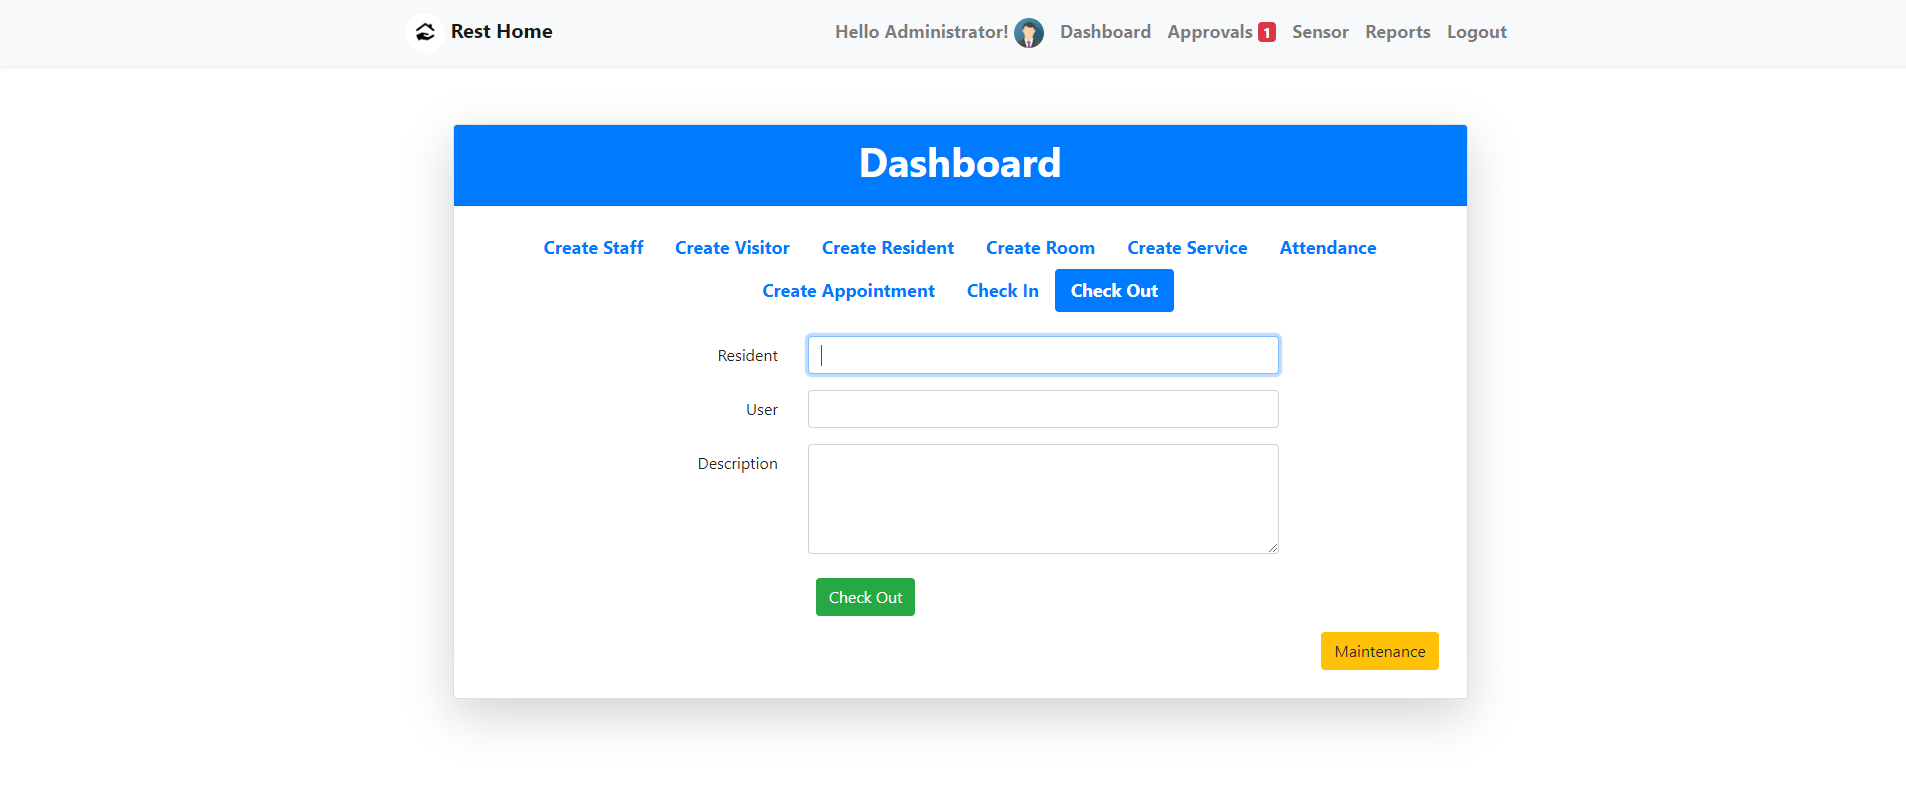 Rest Home Hello Administrator! Dashboard Approvals 1 Sensor Reports Logout
Dashboard
Create Staff Create Visitor Create Resident Create Room Create Service Attendance
Create Appointment Check In Check Out
Resident
User
Description
Check Out
Maintenance